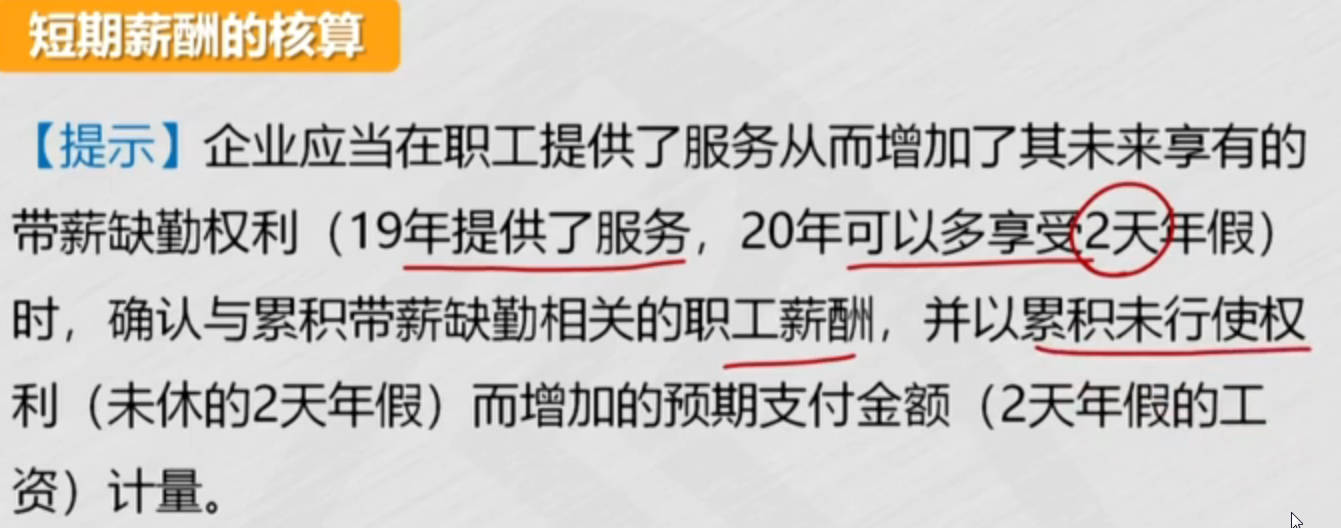 短期薪酬的核算
【提示】企业应当在职工提供了服务从而增加了其未来享有的
带薪缺勤权利（19年提供了服务，20年可以多享受2天年假）
时，确认与累积带薪缺勤相关的职工薪酬，并以累积未行使权
利（未休的2天年假）而增加的预期支付金额（2天年假的工
资）计量。